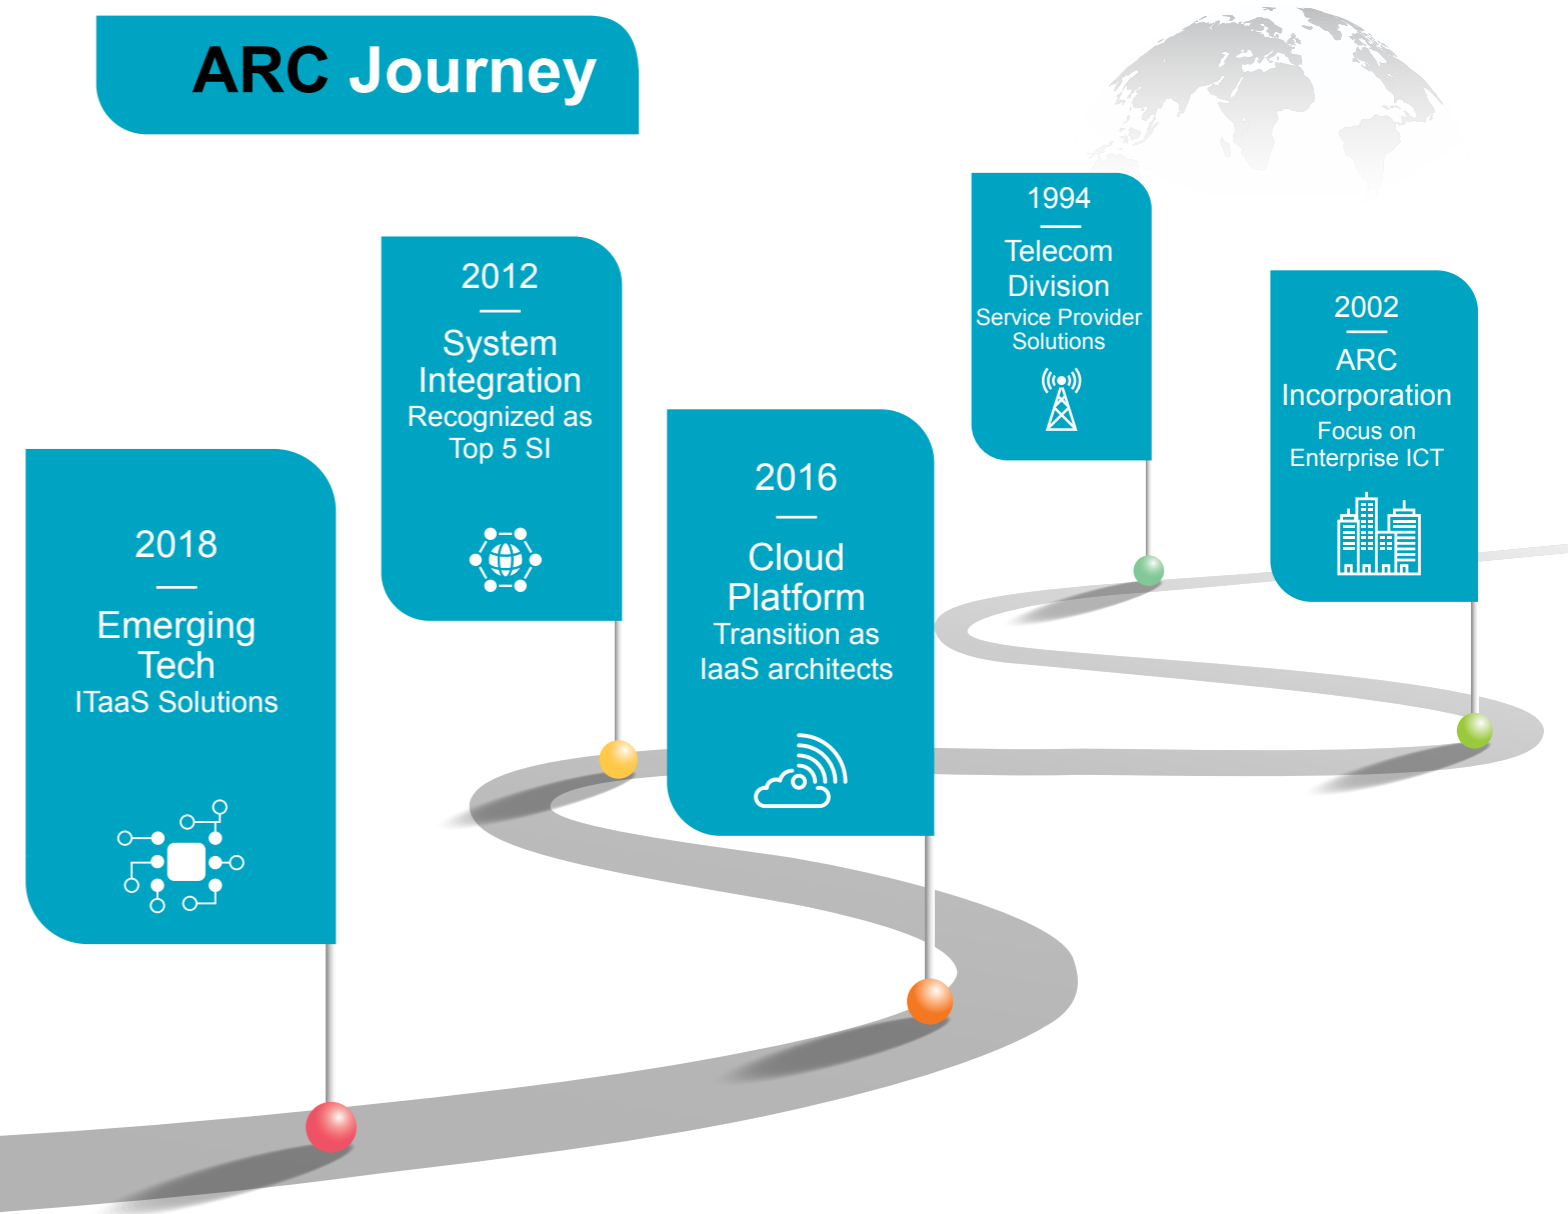 ARC Journey
1994
Telecom
Division
Service Provider
Solutions
2002
ARC
Incorporation
Focus on
Enterprise ICT
2012
System
Integration
Recognized as
Top 5 SI
2016
Cloud
Platform
Transition as
IaaS architects
2018
Emerging
Tech
ITaaS Solutions